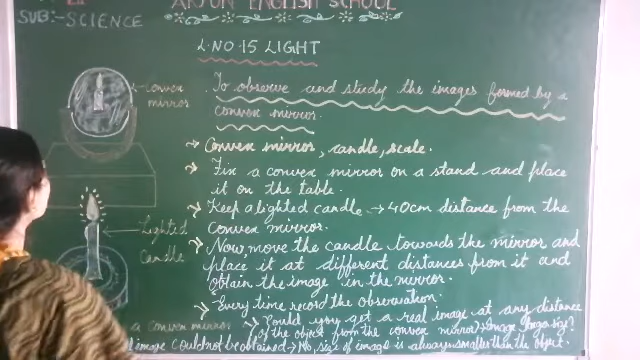 ARJUN ENGLISH SCHOOL
SUB:-SCIENCE
L.NO.15 LIGHT
Convex
mirror
To observe and study the images formed by a
convex mirror.
→ Convex mirror, candle, scale.
→ Fix a convex mirror on a stand and place
it on the table.
→ Keep a lighted candle → 40cm distance from the
convex mirror.
→ Now, move the candle towards the mirror and
place it at different distances from it and
obtain the image in the mirror.
→ Every time record the observation.
Lighted
Candle
a convex mirror
→ Could you get a real image at any distance
of the object from the convex mirror → Image size?
image could not be obtained → No size of image is always smaller than the object.